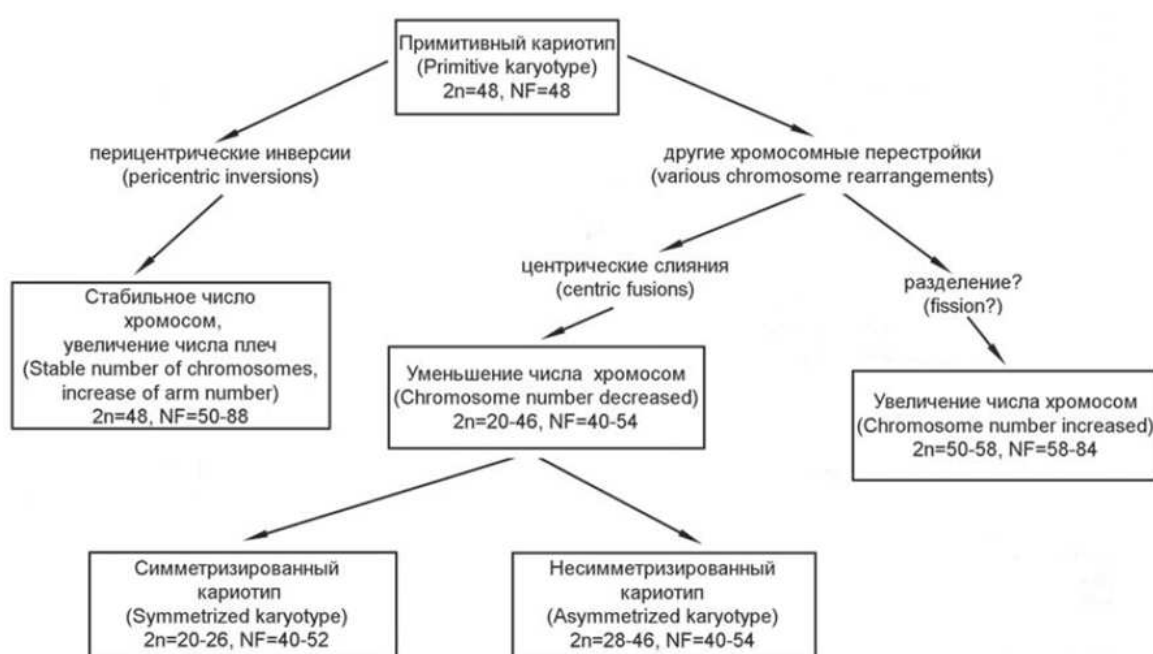 Примитивный кариотип
(Primitive karyotype)
2n=48, NF=48
перицентрические инверсии
(pericentric inversions)
другие хромосомные перестройки
(various chromosome rearrangements)
центрические слияния
(centric fusions)
разделение?
(fission?)
Стабильное число
хромосом,
увеличение числа плеч
(Stable number of chromosomes,
increase of arm number)
2n=48, NF=50-88
Уменьшение числа хромосом
(Chromosome number decreased)
2n=20-46, NF=40-54
Увеличение числа хромосом
(Chromosome number increased)
2n=50-58, NF=58-84
Симметризированный
кариотип
(Symmetrized karyotype)
2n=20-26, NF=40-52
Несимметризированный
кариотип
(Asymmetrized karyotype)
2n=28-46, NF=40-54